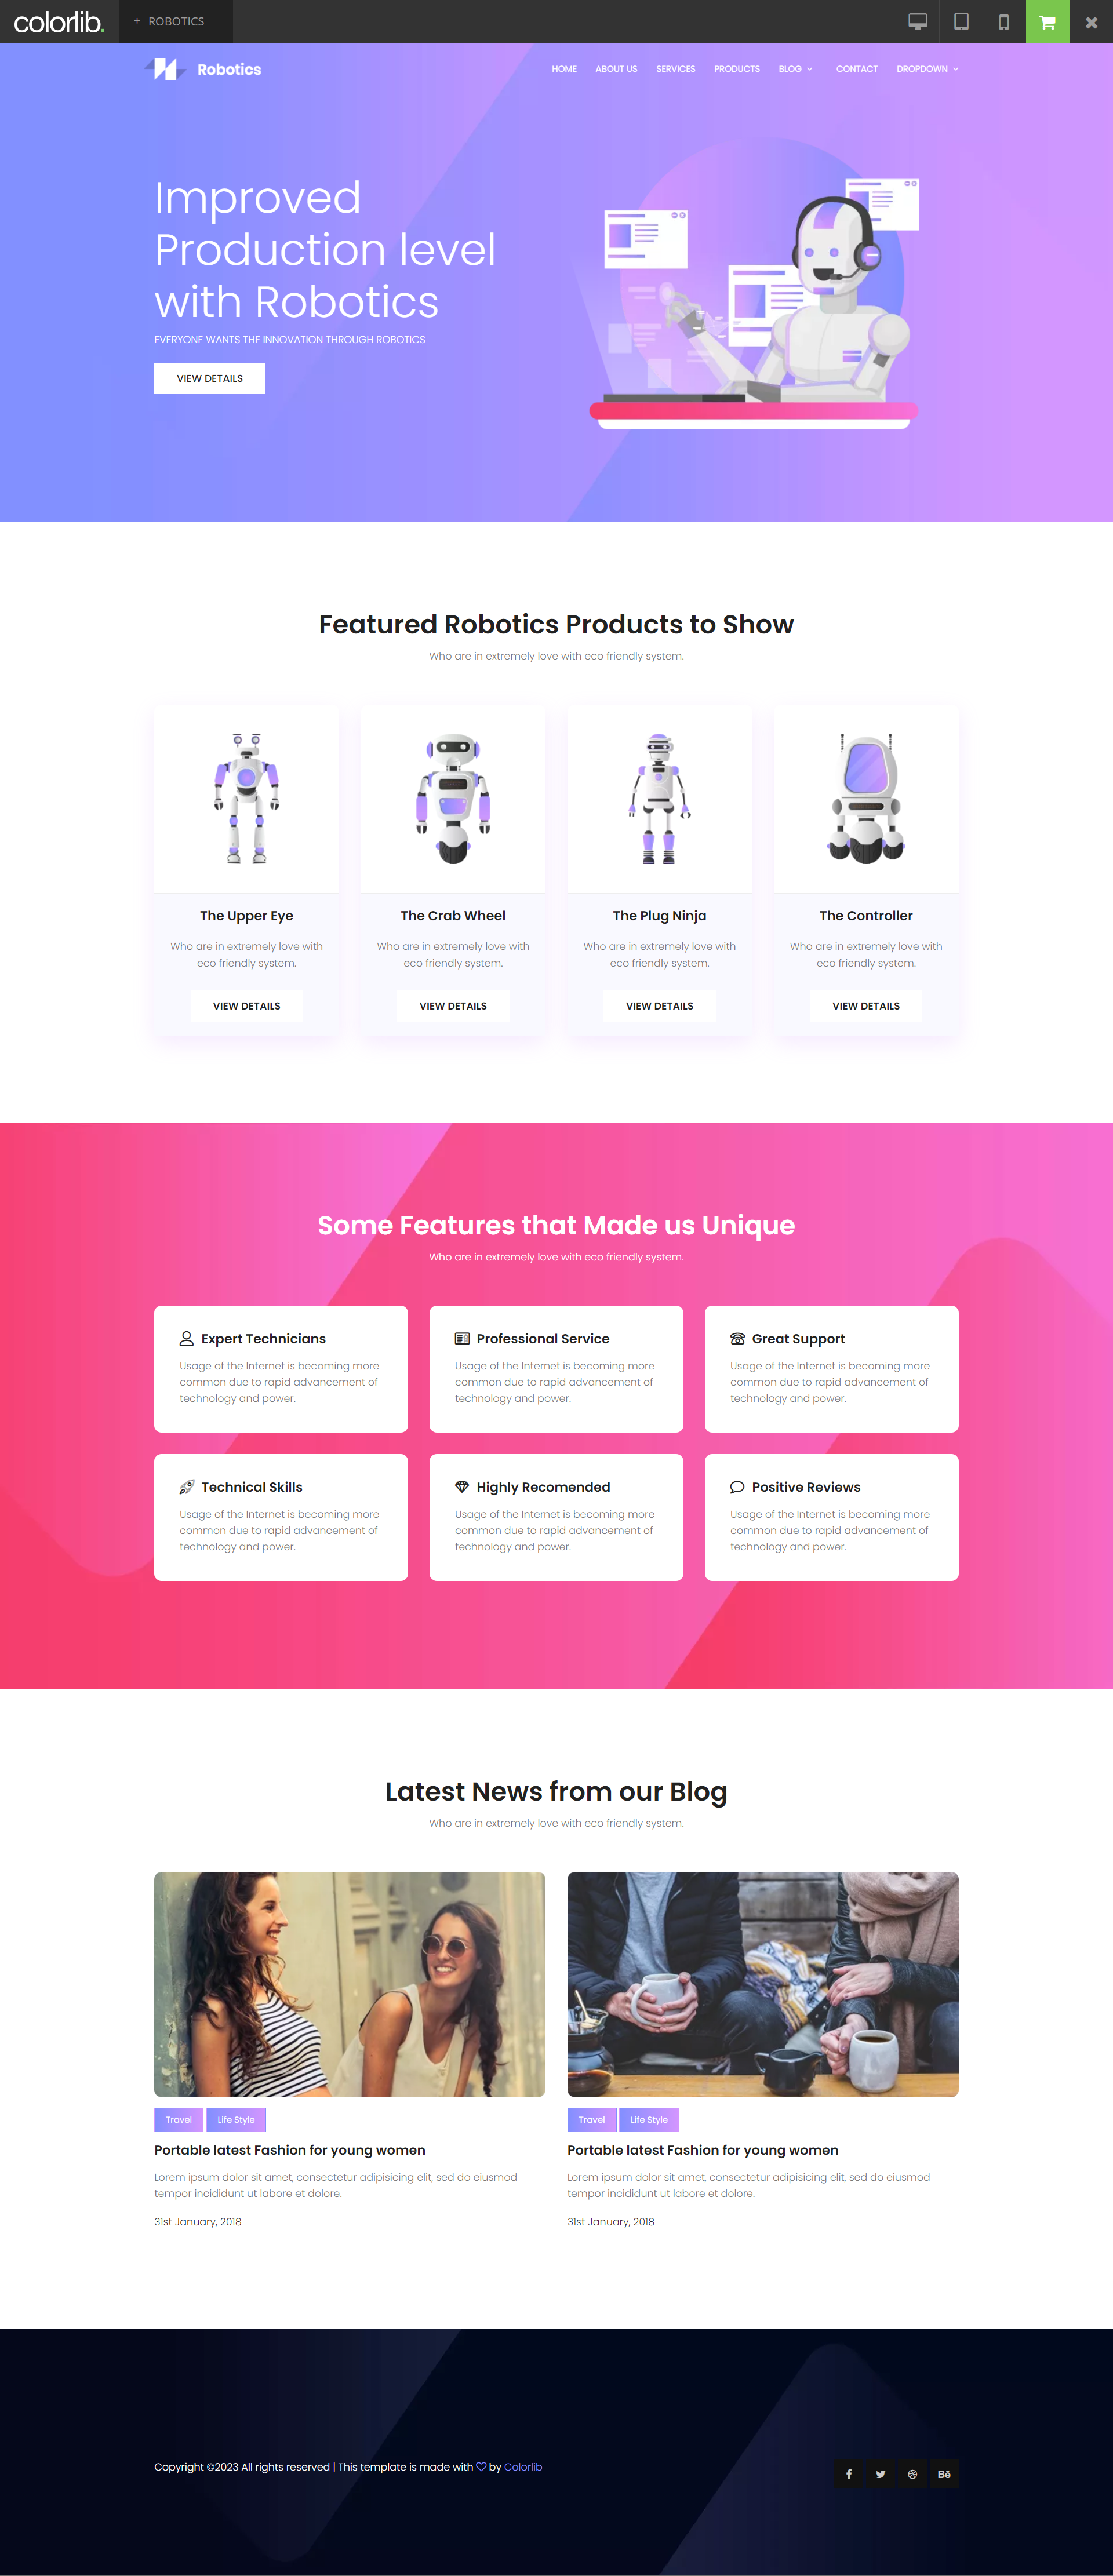 colorlib.
+ ROBOTICS
Robotics
HOME ABOUT US SERVICES PRODUCTS BLOG CONTACT DROPDOWN
Improved
Production level
with Robotics
EVERYONE WANTS THE INNOVATION THROUGH ROBOTICS
VIEW DETAILS
Featured Robotics Products to Show
Who are in extremely love with eco friendly system.
The Upper Eye
Who are in extremely love with
eco friendly system.
VIEW DETAILS
The Crab Wheel
Who are in extremely love with
eco friendly system.
VIEW DETAILS
The Plug Ninja
Who are in extremely love with
eco friendly system.
VIEW DETAILS
The Controller
Who are in extremely love with
eco friendly system.
VIEW DETAILS
Some Features that Made us Unique
Who are in extremely love with eco friendly system.
Expert Technicians
Usage of the Internet is becoming more
common due to rapid advancement of
technology and power.
Professional Service
Usage of the Internet is becoming more
common due to rapid advancement of
technology and power.
Great Support
Usage of the Internet is becoming more
common due to rapid advancement of
technology and power.
Technical Skills
Usage of the Internet is becoming more
common due to rapid advancement of
technology and power.
Highly Recomended
Usage of the Internet is becoming more
common due to rapid advancement of
technology and power.
Positive Reviews
Usage of the Internet is becoming more
common due to rapid advancement of
technology and power.
Latest News from our Blog
Who are in extremely love with eco friendly system.
Travel Life Style
Portable latest Fashion for young women
Lorem ipsum dolor sit amet, consectetur adipisicing elit, sed do eiusmod
tempor incididunt ut labore et dolore.
31st January, 2018
Travel Life Style
Portable latest Fashion for young women
Lorem ipsum dolor sit amet, consectetur adipisicing elit, sed do eiusmod
tempor incididunt ut labore et dolore.
31st January, 2018
Copyright ©2023 All rights reserved | This template is made with ♡ by Colorlib